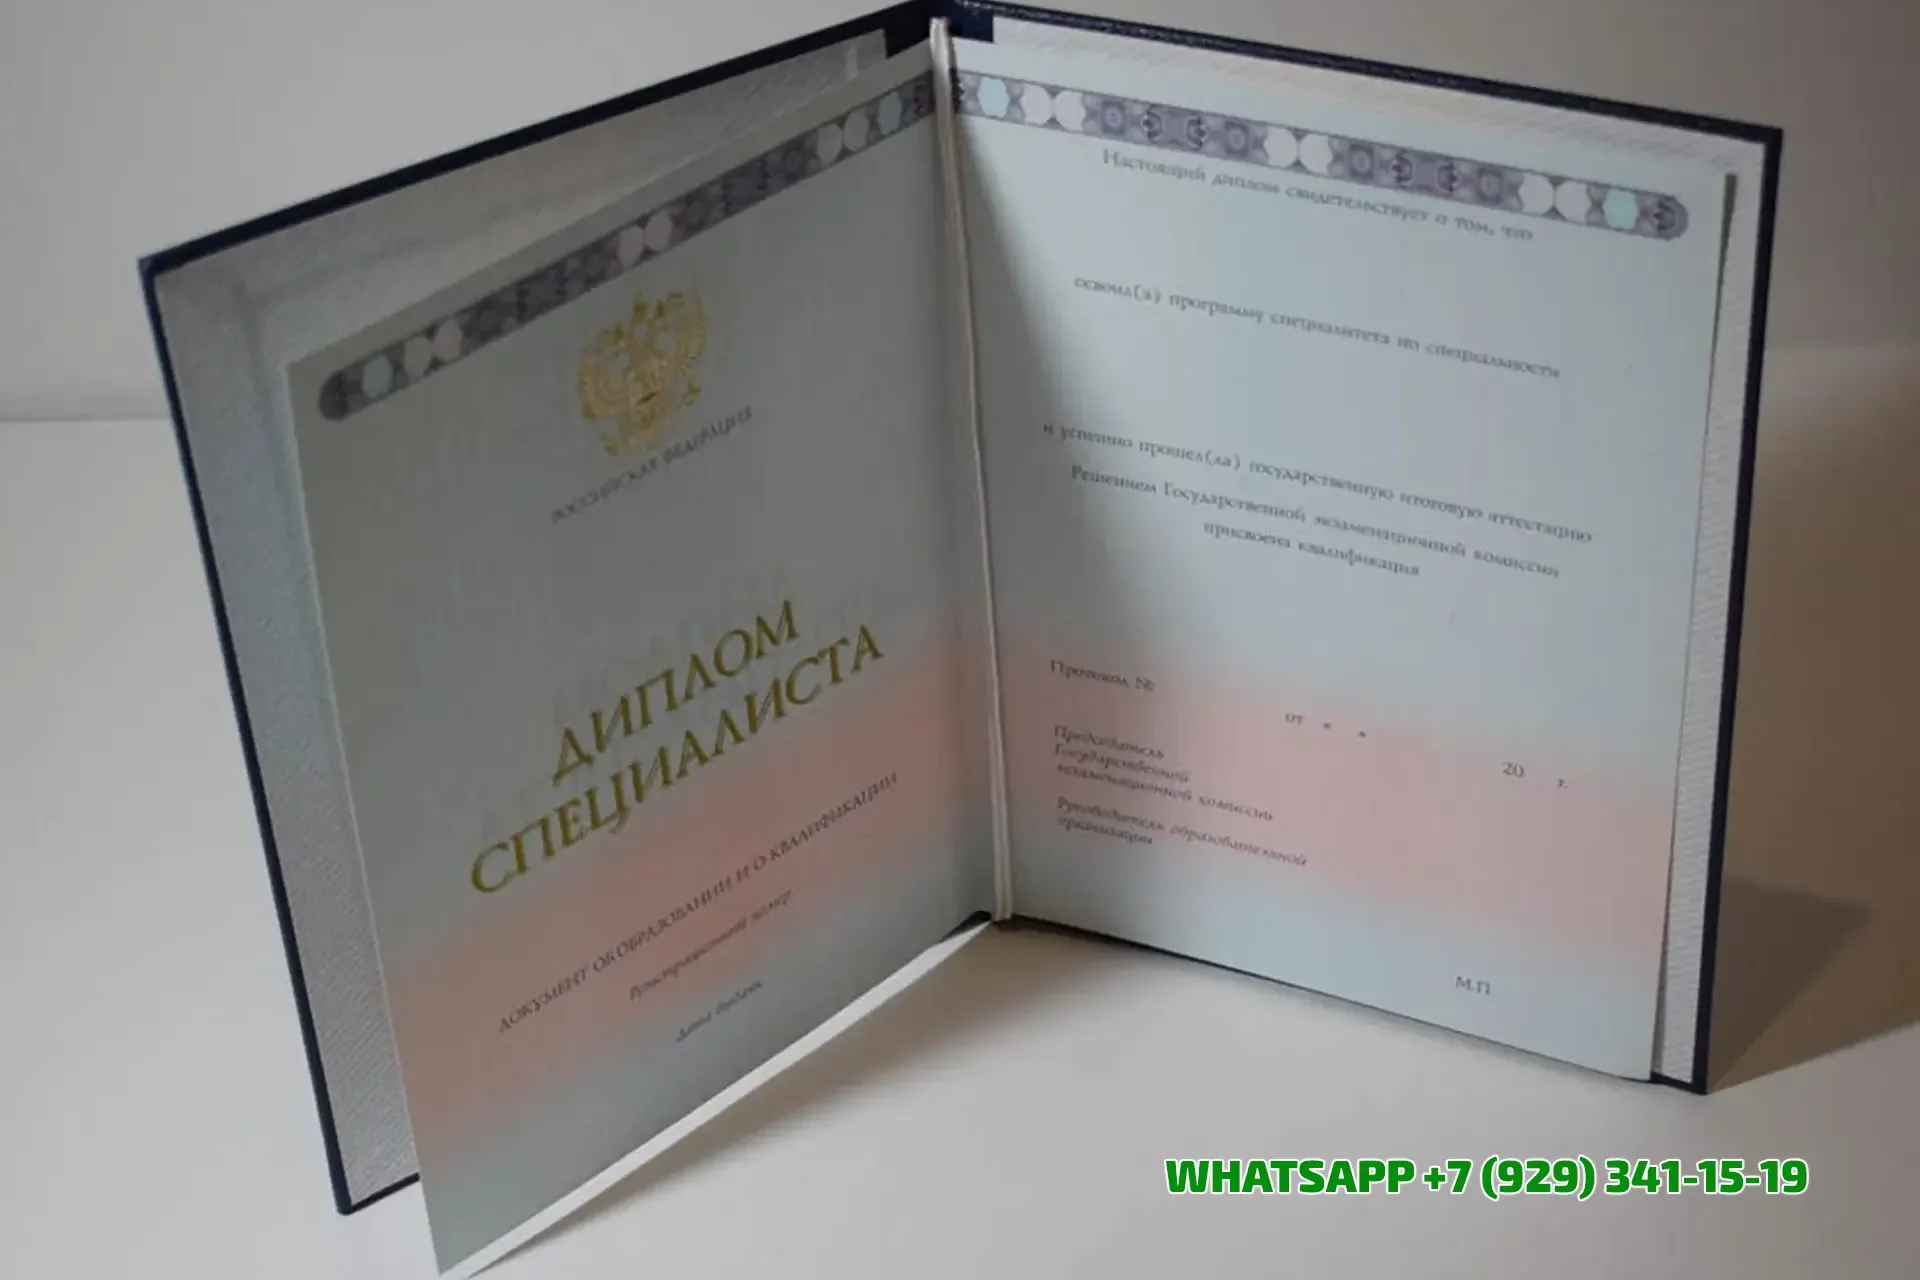 РОССИЙСКАЯ ФЕДЕРАЦИЯ
ДИПЛОМ
СПЕЦИАЛИСТА
ДОКУМЕНТ ОБ ОБРАЗОВАНИИ И О КВАЛИФИКАЦИИ
Регистрационный номер
Дата выдачи
Настоящий диплом свидетельствует о том, что
освоил(а) программу специалитета по специальности
и успешно прошел(ла) государственную итоговую аттестацию
Решением Государственной экзаменационной комиссии
присвоена квалификация
Протокол №
от « »
20 г.
Председатель
Государственной
экзаменационной комиссии
Руководитель образовательной
организации
М.П.
WHATSAPP +7 (929) 341-15-19